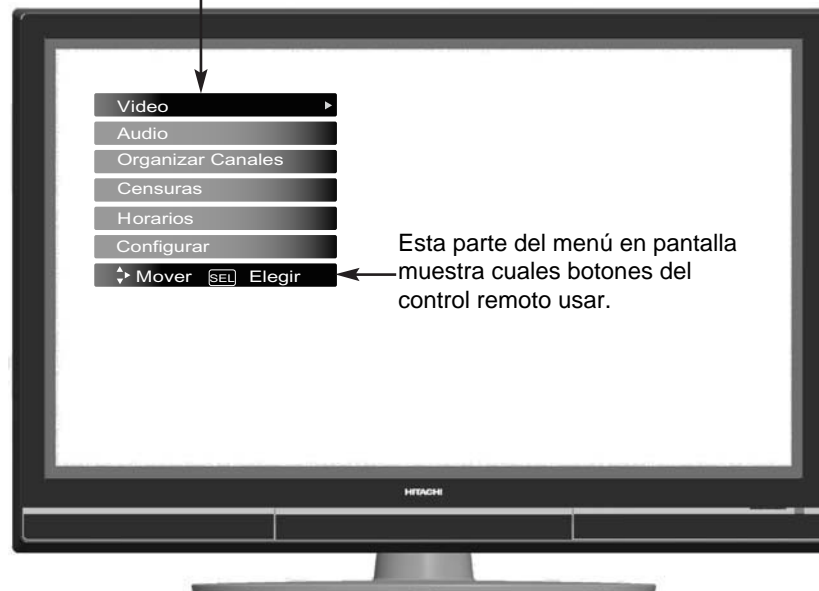 Video
Audio
Organizar Canales
Censuras
Horarios
Configurar
Mover SEL Elegir
Esta parte del menú en pantalla
muestra cuales botones del
control remoto usar.
HITACHI